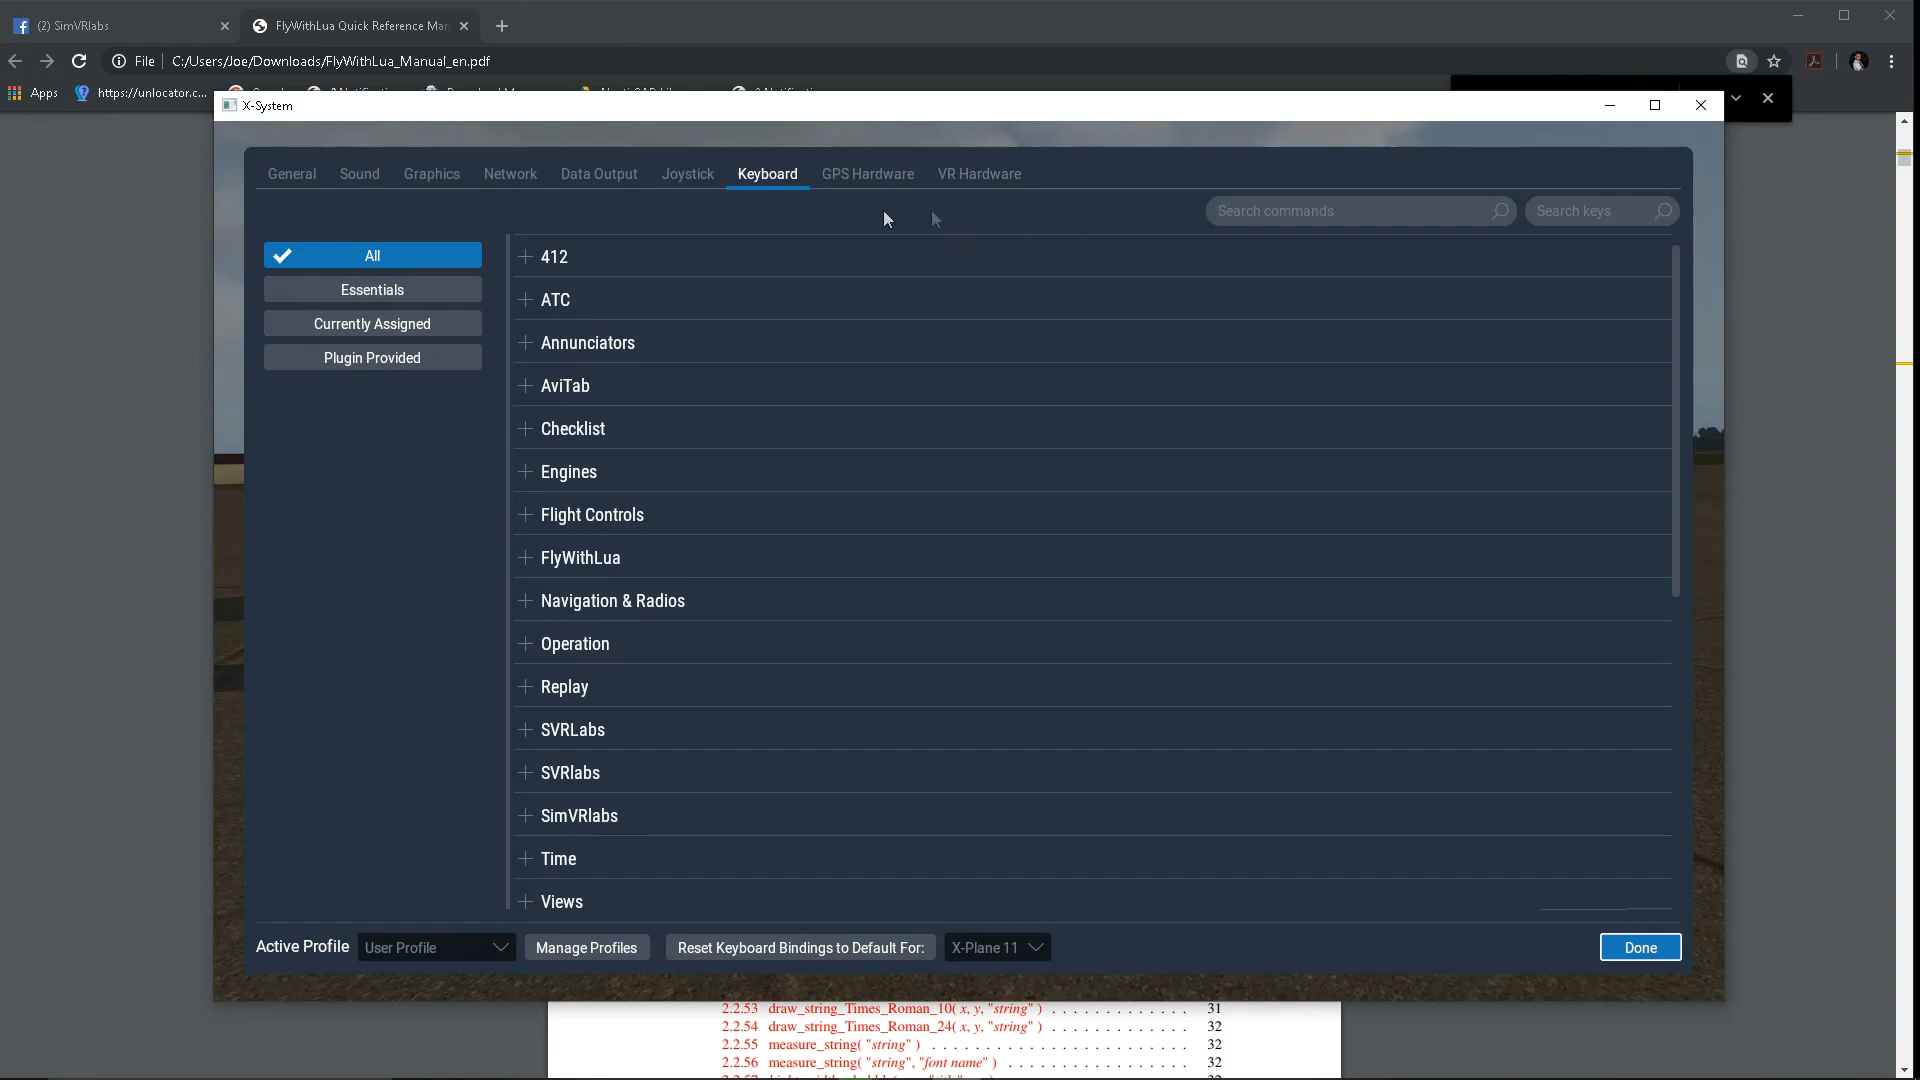 (2) SimVRlabs
FlyWithLua Quick Reference Man
File
C:/Users/Joe/Downloads/FlyWithLua_Manual_en.pdf
Apps
https://unlocator.c...
X-System
General
Sound
Graphics
Network
Data Output
Joystick
Keyboard
GPS Hardware
VR Hardware
Search commands
Search keys
All
Essentials
Currently Assigned
Plugin Provided
412
ATC
Annunciators
AviTab
Checklist
Engines
Flight Controls
FlyWithLua
Navigation & Radios
Operation
Replay
SVRLabs
SVRlabs
SimVRlabs
Time
Views
Active Profile
User Profile
Manage Profiles
Reset Keyboard Bindings to Default For:
X-Plane 11
Done
2.2.53 draw_string_Times_Roman_10( x, y, "string" ) . . . . . . . . . . . . . 31
2.2.54 draw_string_Times_Roman_24( x, y, "string" ) . . . . . . . . . . . . . 32
2.2.55 measure_string( "string" ) . . . . . . . . . . . . . . . . . . . . . . . . 32
2.2.56 measure_string( "string", "font name" ) . . . . . . . . . . . . . . . . . 32